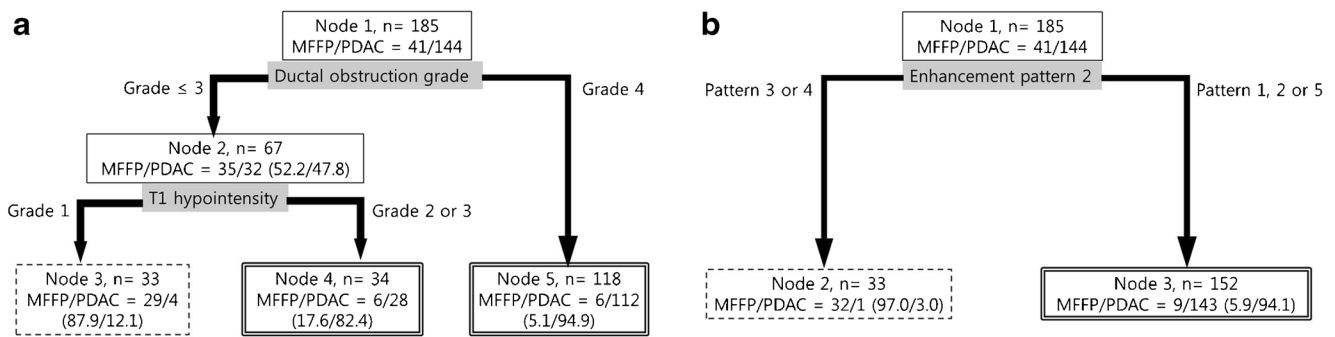 a
Node 1, n= 185
MFFP/PDAC = 41/144
Ductal obstruction grade
Grade ≤ 3
Grade 4
Node 2, n= 67
MFFP/PDAC = 35/32 (52.2/47.8)
T1 hypointensity
Grade 1
Grade 2 or 3
Node 3, n= 33
MFFP/PDAC = 29/4
(87.9/12.1)
Node 4, n= 34
MFFP/PDAC = 6/28
(17.6/82.4)
Node 5, n= 118
MFFP/PDAC = 6/112
(5.1/94.9)
b
Node 1, n= 185
MFFP/PDAC = 41/144
Enhancement pattern 2
Pattern 3 or 4
Pattern 1, 2 or 5
Node 2, n= 33
MFFP/PDAC = 32/1 (97.0/3.0)
Node 3, n= 152
MFFP/PDAC = 9/143 (5.9/94.1)